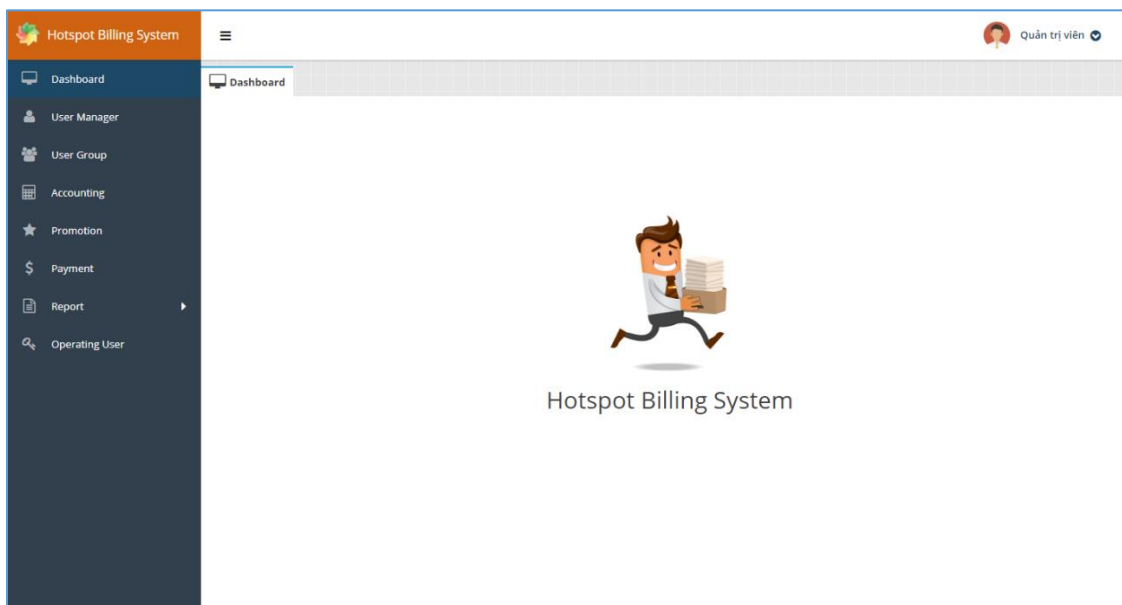 Hotspot Billing System
Quản trị viên
Dashboard
User Manager
User Group
Accounting
Promotion
Payment
Report
Operating User
Dashboard
Hotspot Billing System